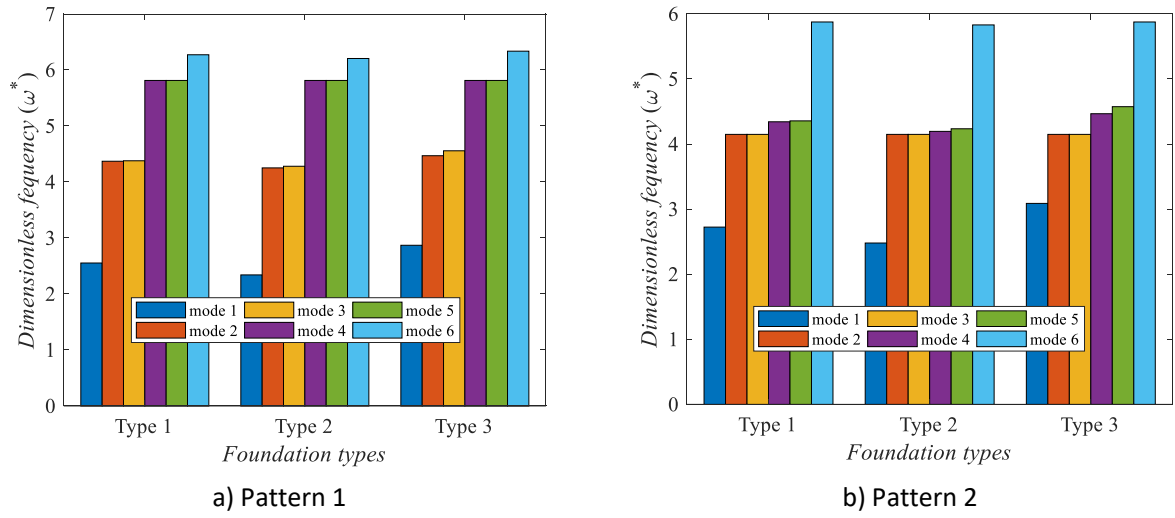 7
6
5
4
3
2
1
0
Dimensionless fequency (ω*)
mode 1 mode 3 mode 5
mode 2 mode 4 mode 6
Type 1 Type 2 Type 3
Foundation types
a) Pattern 1
6
5
4
3
2
1
0
Dimensionless fequency (ω*)
mode 1 mode 3 mode 5
mode 2 mode 4 mode 6
Type 1 Type 2 Type 3
Foundation types
b) Pattern 2